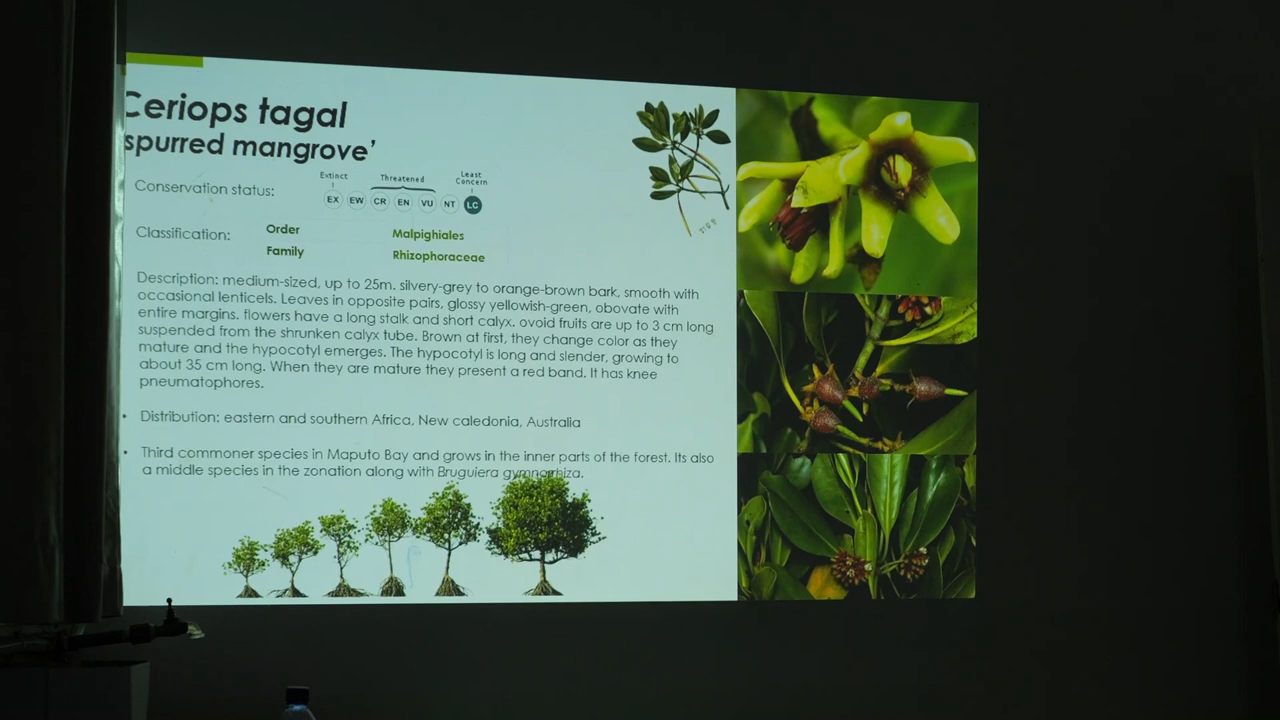 Ceriops tagal
spurred mangrove’
Conservation status:
Extinct
Threatened
Least
Concern
EX EW CR EN VU NT LC
Classification:
Order Malpighiales
Family Rhizophoraceae
Description: medium-sized, up to 25m. silvery-grey to orange-brown bark, smooth with
occasional lenticels. Leaves in opposite pairs, glossy yellowish-green, obovate with
entire margins. flowers have a long stalk and short calyx. ovoid fruits are up to 3 cm long
suspended from the shrunken calyx tube. Brown at first, they change color as they
mature and the hypocotyl emerges. The hypocotyl is long and slender, growing to
about 35 cm long. When they are mature they present a red band. It has knee
pneumatophores.
• Distribution: eastern and southern Africa, New caledonia, Australia
• Third commoner species in Maputo Bay and grows in the inner parts of the forest. Its also
a middle species in the zonation along with Bruguiera gymnorrhiza.